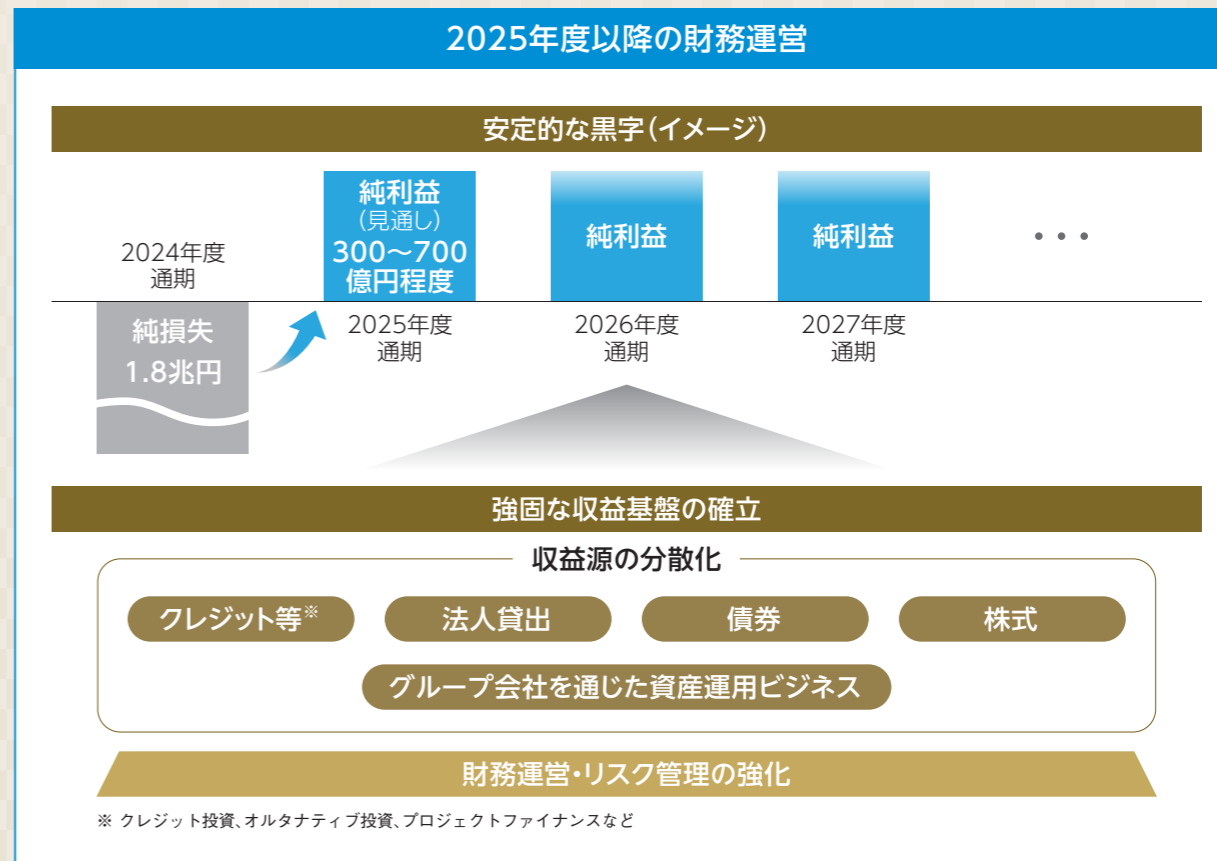 2025年度以降の財務運営
安定的な黒字（イメージ）
2024年度
通期
純損失
1.8兆円
純利益
（見通し）
300～700
億円程度
2025年度
通期
純利益
2026年度
通期
純利益
2027年度
通期
・・・
強固な収益基盤の確立
収益源の分散化
クレジット等※
法人貸出
債券
株式
グループ会社を通じた資産運用ビジネス
財務運営・リスク管理の強化
※ クレジット投資、オルタナティブ投資、プロジェクトファイナンスなど